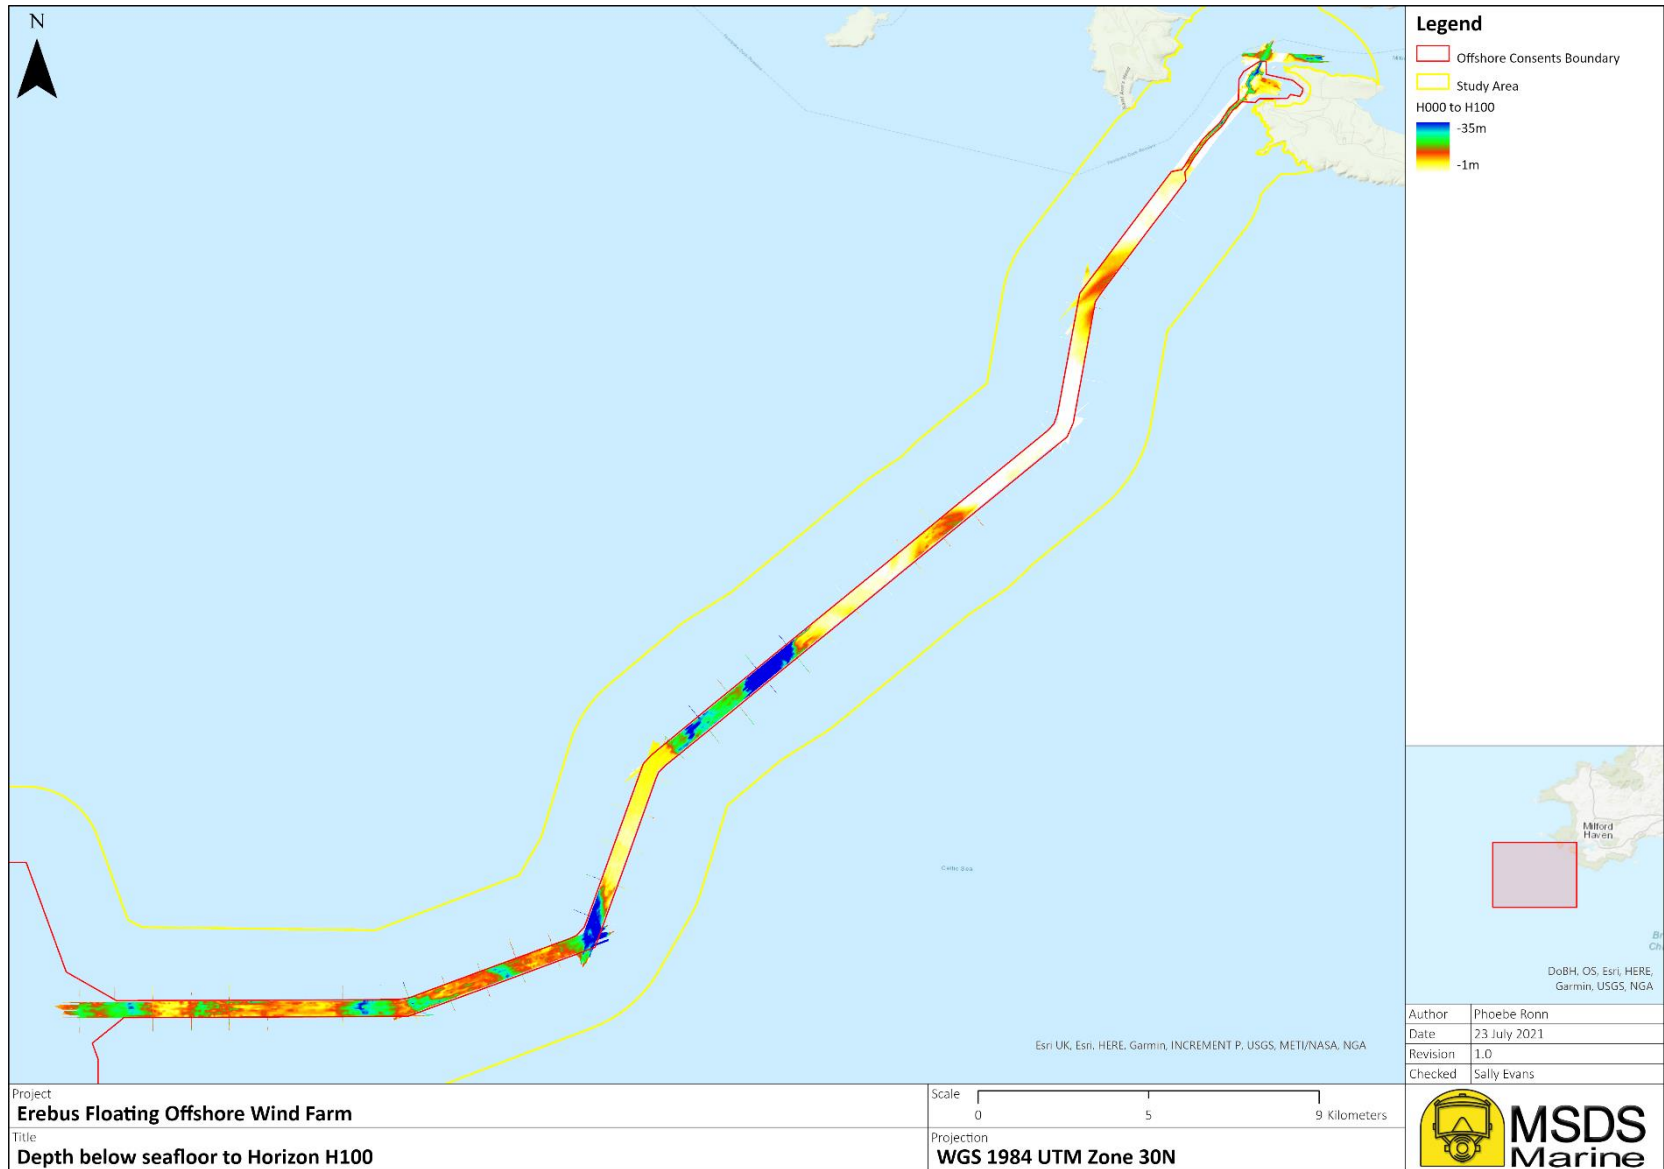 N
Legend
Offshore Consents Boundary
Study Area
H000 to H100
-35m
-1m
Celtic Sea
Milford
Haven
DoBH, OS, Esri, HERE,
Garmin, USGS, NGA
Esri UK, Esri, HERE, Garmin, INCREMENT P, USGS, METI/NASA, NGA
Author Phoebe Ronn
Date 23 July 2021
Revision 1.0
Checked Sally Evans
Project
Erebus Floating Offshore Wind Farm
Scale
0 5 9 Kilometers
Title
Depth below seafloor to Horizon H100
Projection
WGS 1984 UTM Zone 30N
MSDS
Marine